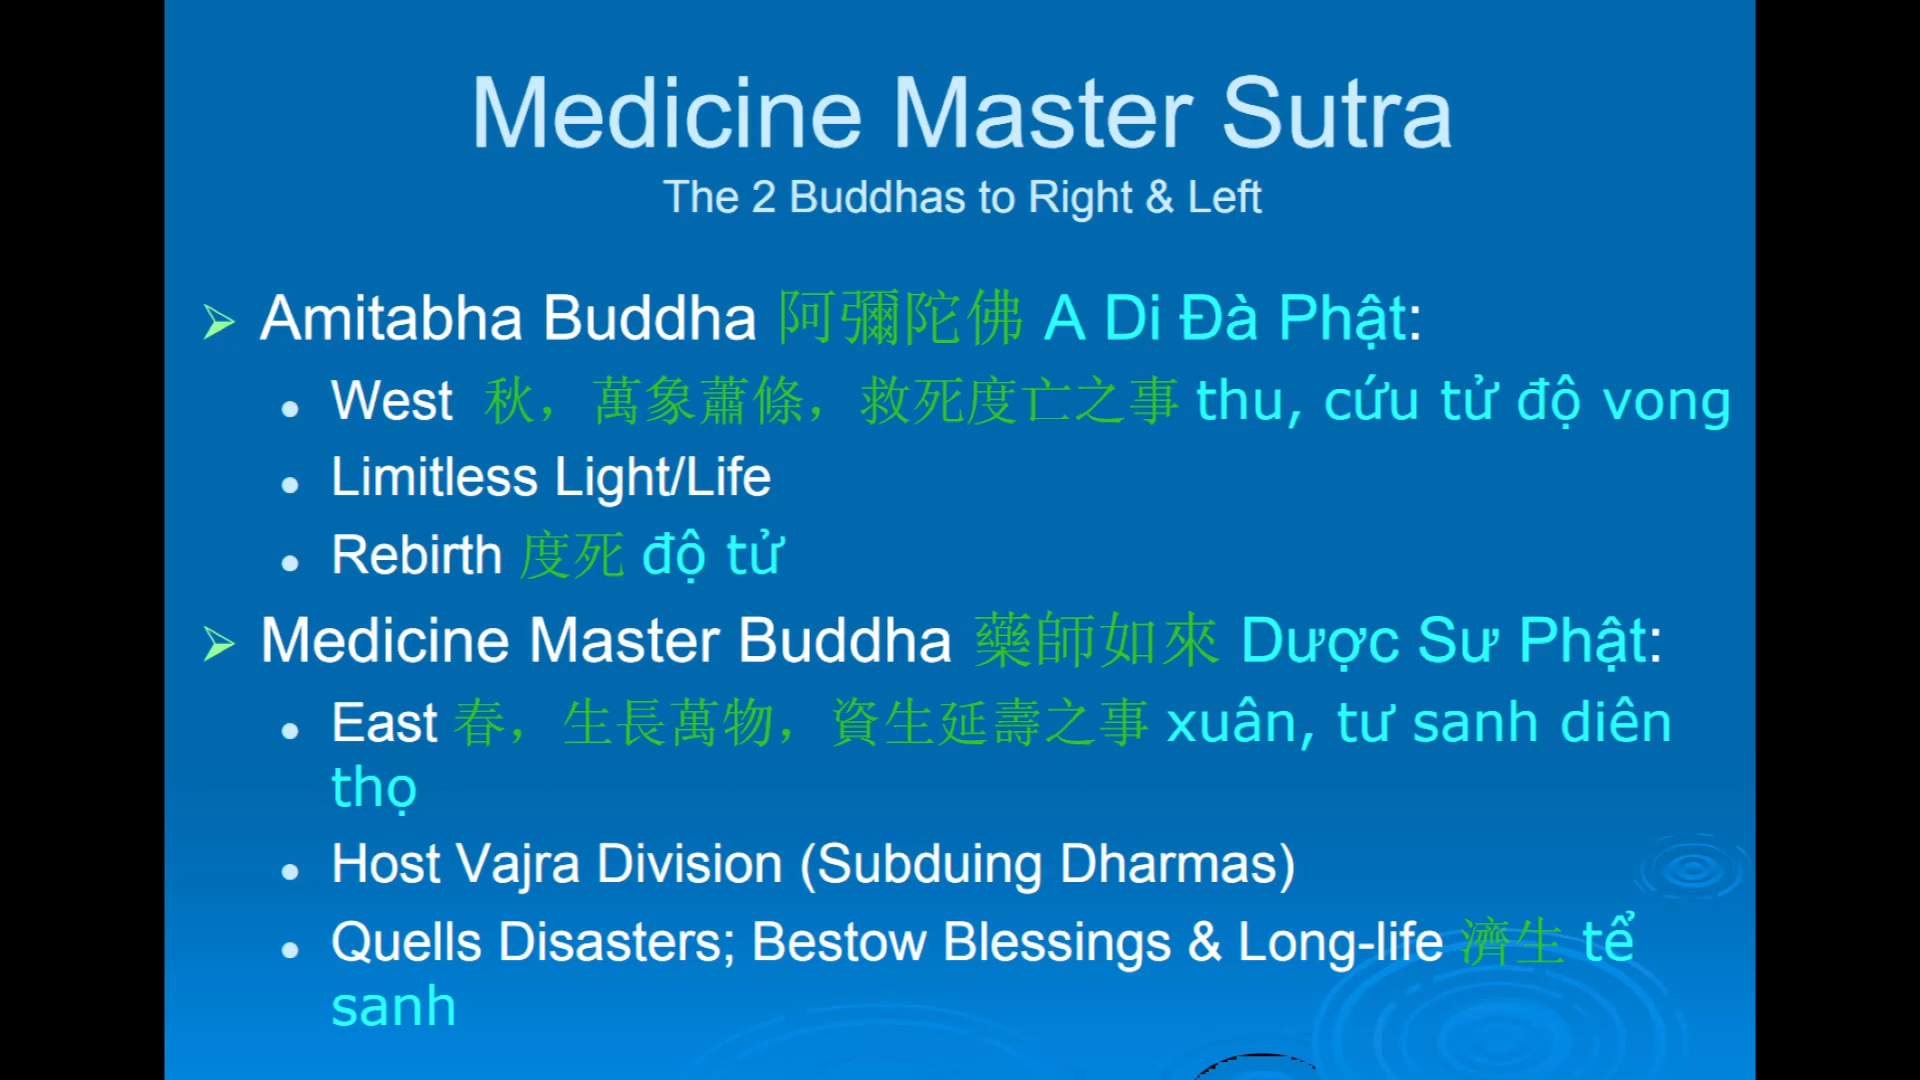 Medicine Master Sutra
The 2 Buddhas to Right & Left
Amitabha Buddha 阿彌陀佛 A Di Đà Phật:
West 秋，萬象蕭條，救死度亡之事 thu, cứu tử độ vong
Limitless Light/Life
Rebirth 度死 độ tử
Medicine Master Buddha 藥師如來 Dược Sư Phật:
East 春，生長萬物，資生延壽之事 xuân, tư sanh diên
thọ
Host Vajra Division (Subduing Dharmas)
Quells Disasters; Bestow Blessings & Long-life 濟生 tể
sanh